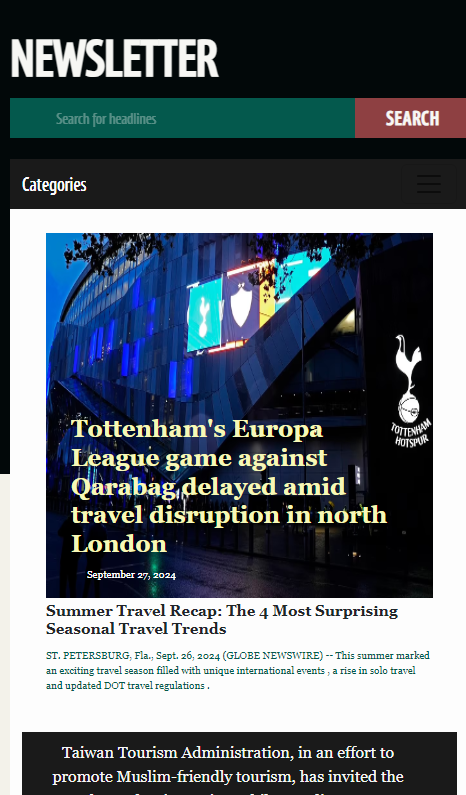 NEWSLETTER
Search for headlines
SEARCH
Categories
TOTTENHAM
HOTSPUR
Tottenham's Europa
League game against
Qarabag delayed amid
travel disruption in north
London
September 27, 2024
Summer Travel Recap: The 4 Most Surprising
Seasonal Travel Trends
ST. PETERSBURG, Fla., Sept. 26, 2024 (GLOBE NEWSWIRE) -- This summer marked
an exciting travel season filled with unique international events , a rise in solo travel
and updated DOT travel regulations .
Taiwan Tourism Administration, in an effort to
promote Muslim-friendly tourism, has invited the